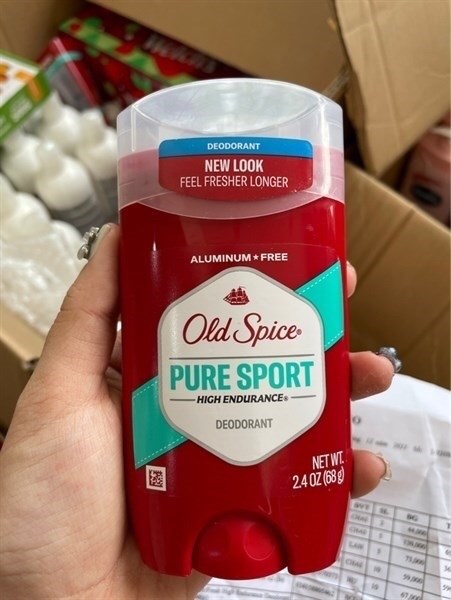 DEODORANT
NEW LOOK
FEEL FRESHER LONGER
ALUMINUM★FREE
Old Spice®
PURE SPORT
HIGH ENDURANCE®
DEODORANT
NET WT.
2.4 OZ (68 g)